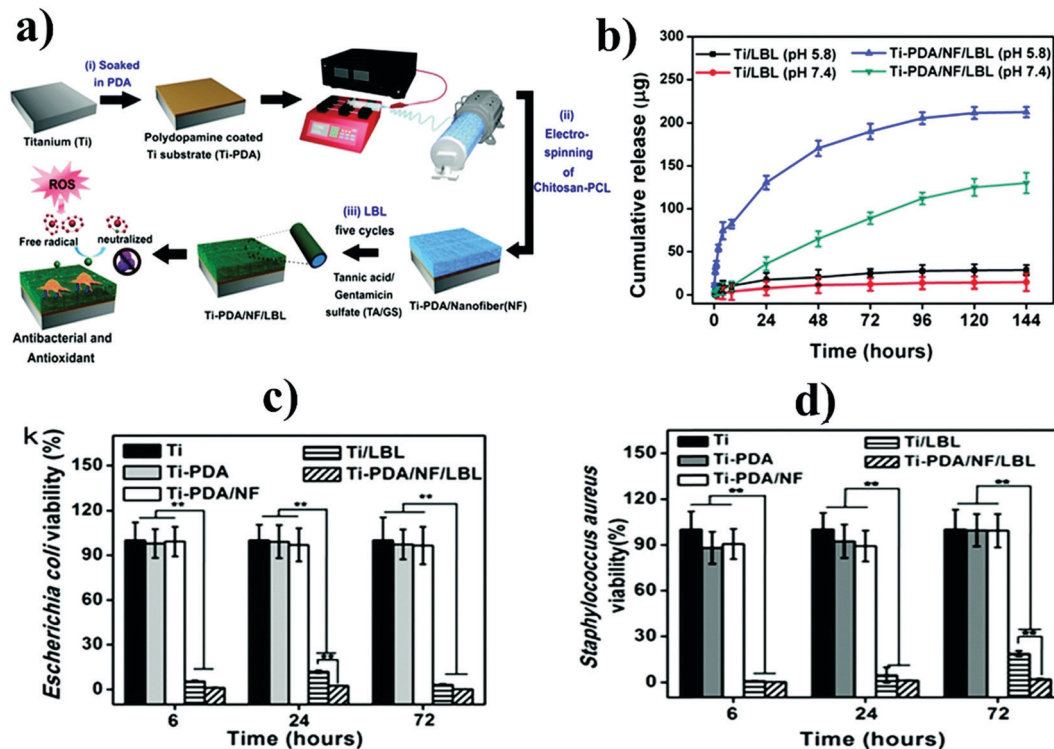 a)
(i) Soaked
in PDA
Titanium (Ti)
Polydopamine coated
Ti substrate (Ti-PDA)
(ii)
Electro-
spinning
of
Chitosan-PCL
ROS
Free radical
neutralized
Antibacterial and
Antioxidant
Ti-PDA/NF/LBL
(iii) LBL
five cycles
Tannic acid/
Gentamicin
sulfate (TA/GS)
Ti-PDA/Nanofiber(NF)
b)
Cumulative release (µg)
300
250
200
150
100
50
0
Ti/LBL (pH 5.8)
Ti/LBL (pH 7.4)
Ti-PDA/NF/LBL (pH 5.8)
Ti-PDA/NF/LBL (pH 7.4)
0 24 48 72 96 120 144
Time (hours)
c)
k
Escherichia coli viability (%)
150
120
90
60
30
0
Ti
Ti-PDA
Ti-PDA/NF
Ti/LBL
Ti-PDA/NF/LBL
** ** **
**
6 24 72
Time (hours)
d)
Staphylococcus aureus
viability(%)
150
120
90
60
30
0
Ti
Ti-PDA
Ti-PDA/NF
Ti/LBL
Ti-PDA/NF/LBL
** ** **
**
6 24 72
Time (hours)